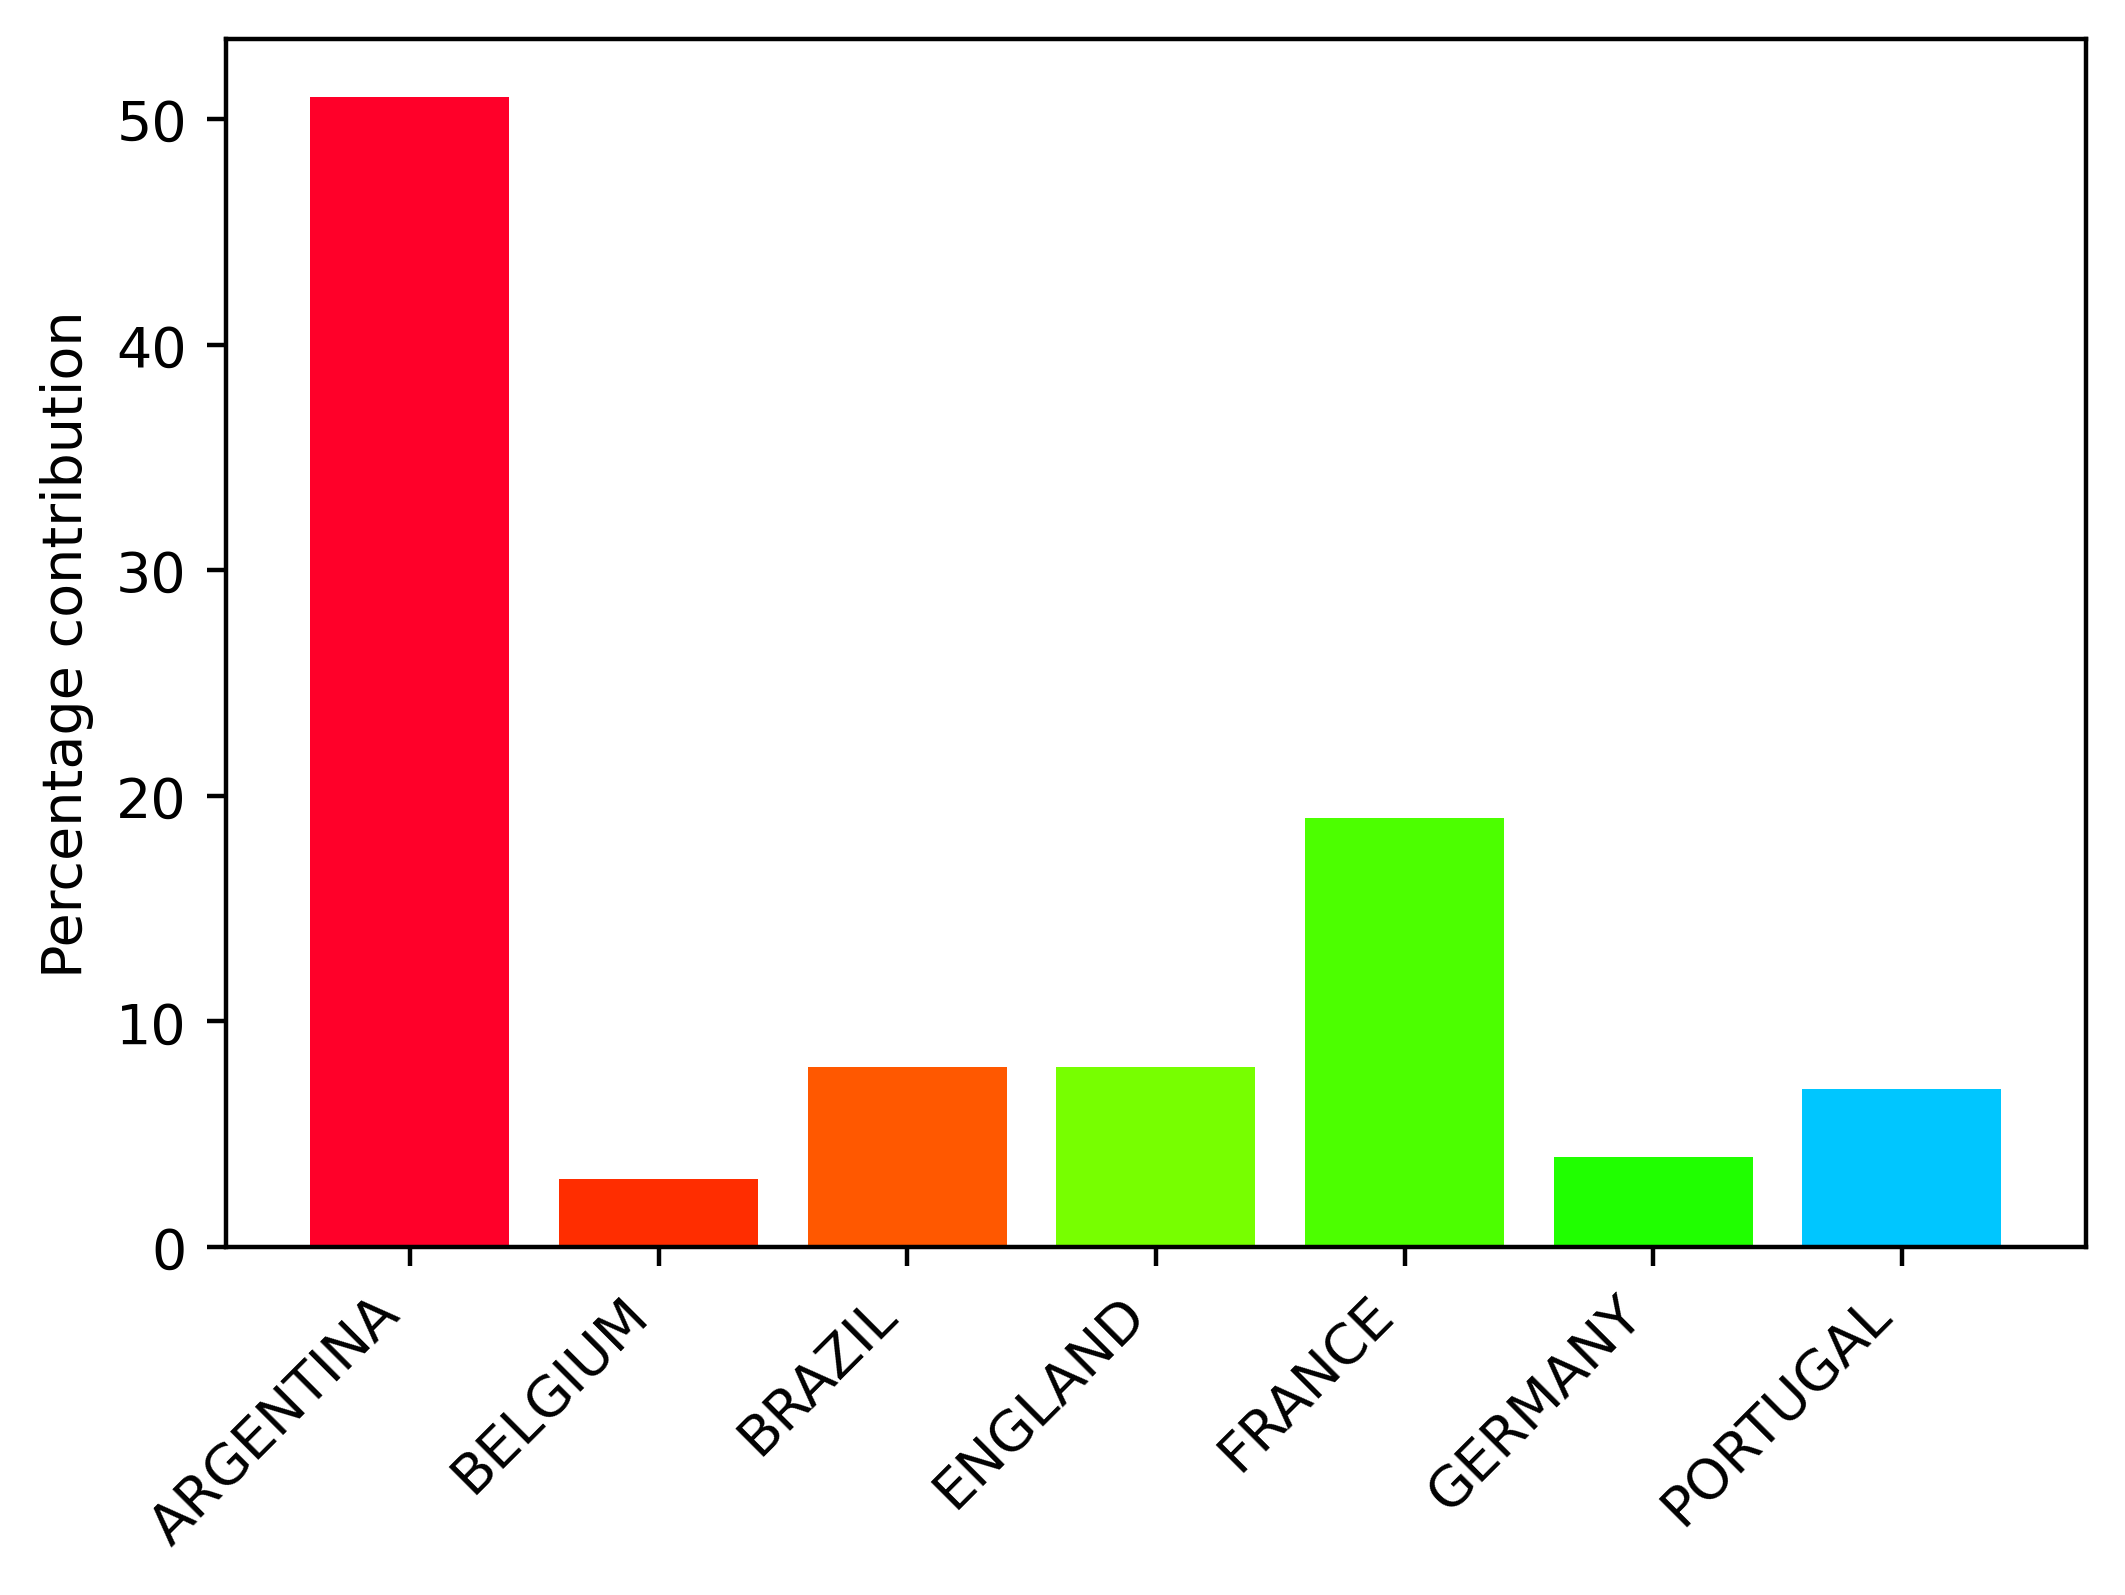 Percentage contribution
50
40
30
20
10
0
ARGENTINA
BELGIUM
BRAZIL
ENGLAND
FRANCE
GERMANY
PORTUGAL